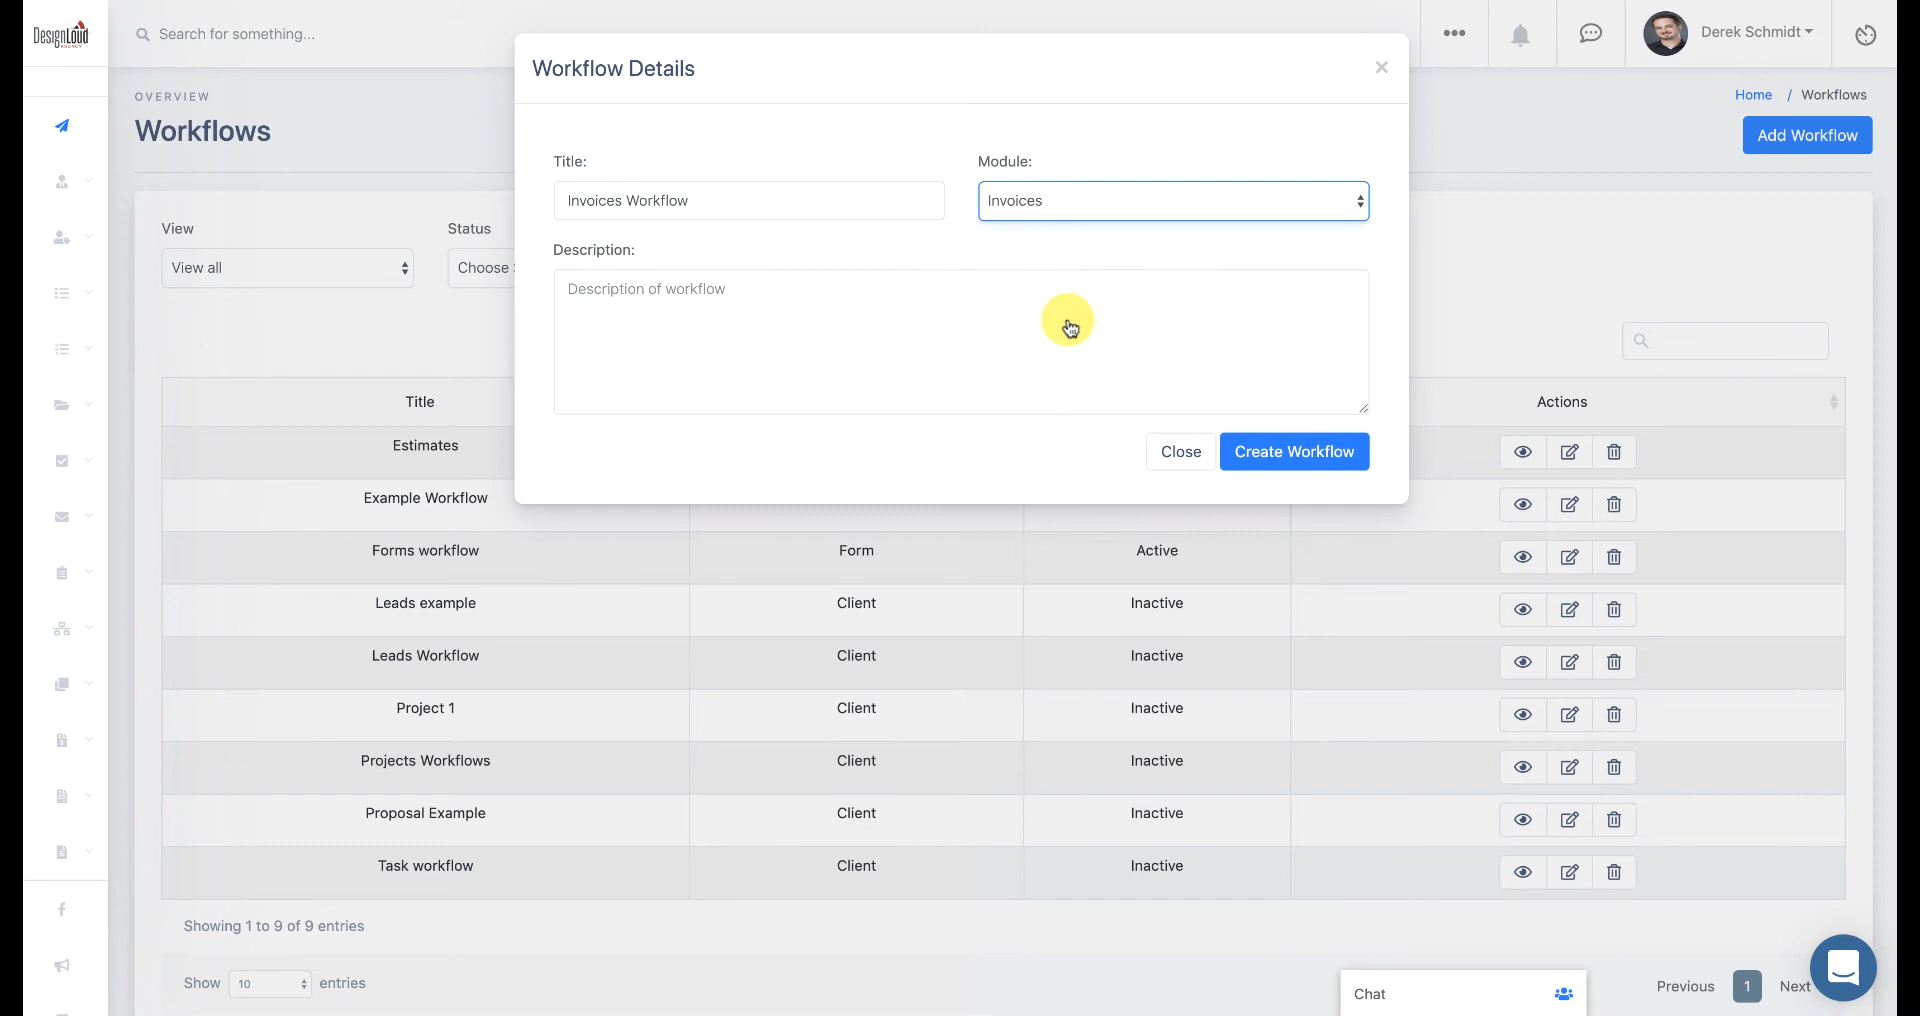 DesignLoud
AGENCY
Search for something...
Derek Schmidt
OVERVIEW
Workflows
Home / Workflows
Add Workflow
View
View all
Status
Choose
Workflow Details
×
Title:
Invoices Workflow
Module:
Invoices
Description:
Description of workflow
Close
Create Workflow
Title
Actions
Estimates
Example Workflow
Forms workflow Form Active
Leads example Client Inactive
Leads Workflow Client Inactive
Project 1 Client Inactive
Projects Workflows Client Inactive
Proposal Example Client Inactive
Task workflow Client Inactive
Showing 1 to 9 of 9 entries
Show 10 entries
Previous 1 Next
Chat